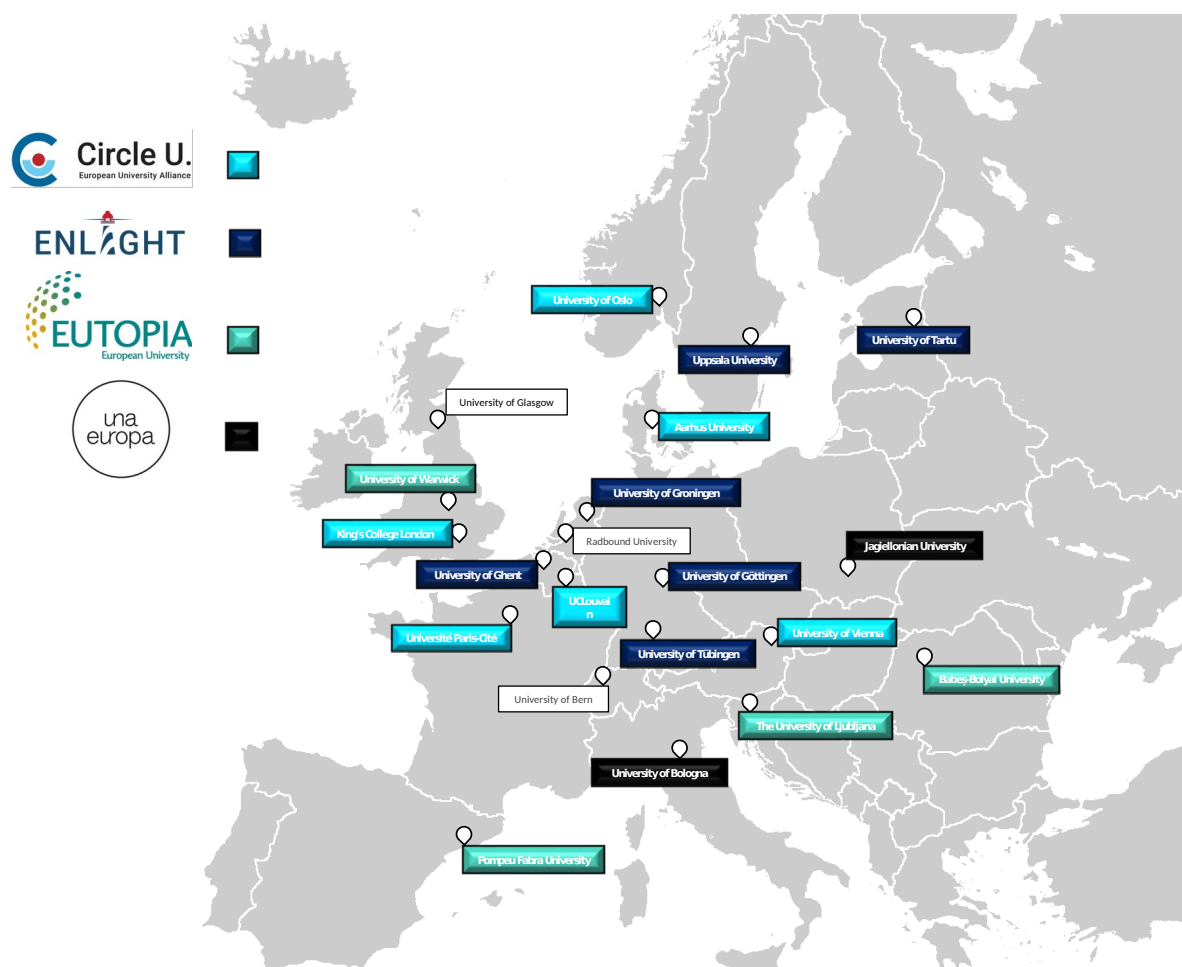 Circle U.
European University Alliance
ENLIGHT
EUTOPIA
European University
una
europa
University of Oslo
Uppsala University
University of Tartu
University of Glasgow
Aarhus University
University of Warwick
University of Groningen
King's College London
Radbound University
Jagiellonian University
University of Ghent
University of Göttingen
UCLouvai
n
Université Paris-Cité
University of Vienna
University of Tübingen
Babeș-Bolyai University
University of Bern
The University of Ljubljana
University of Bologna
Pompeu Fabra University